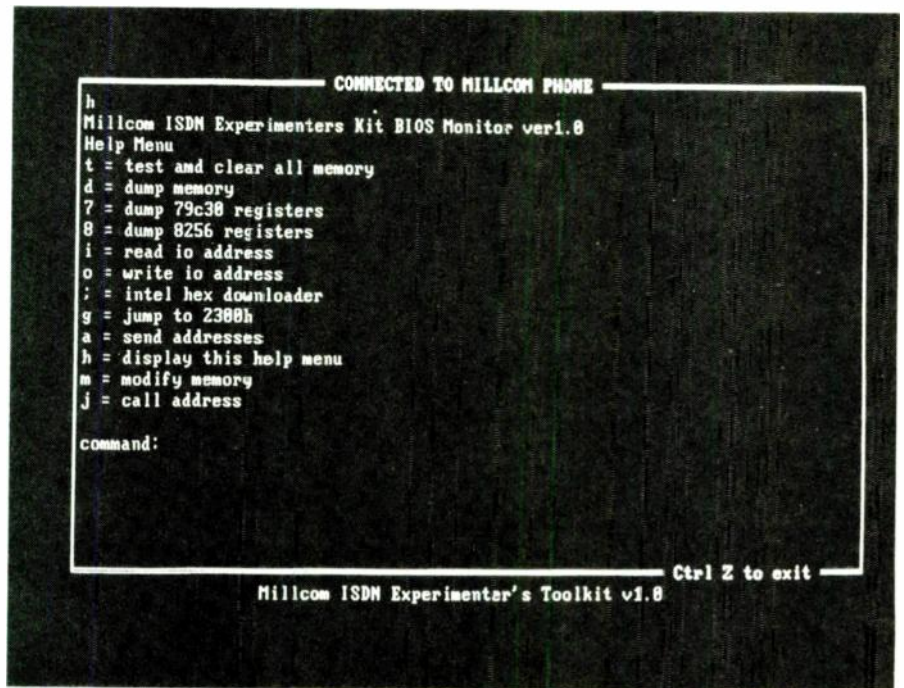 CONNECTED TO MILLCOM PHONE
h
Millcom ISDN Experimenters Kit BIOS Monitor ver1.0
Help Menu
t = test amd clear all memory
d = dump memory
7 = dump 79c30 registers
8 = dump 8256 registers
i = read io address
o = write io address
; = intel hex downloader
g = jump to 2300h
a = send addresses
h = display this help menu
m = modify memory
j = call address
command:
Ctrl Z to exit
Millcom ISDN Experimenter's Toolkit v1.0